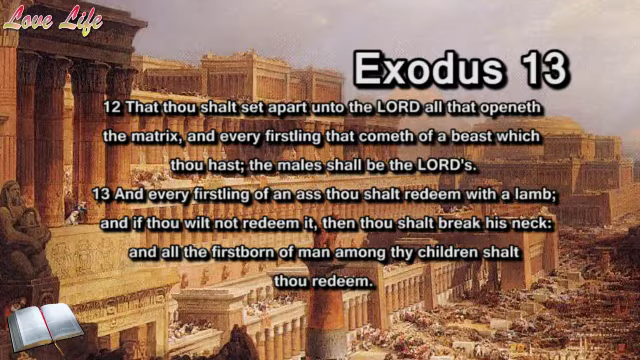 Love Life
Exodus 13
12 That thou shalt set apart unto the LORD all that openeth
the matrix, and every firstling that cometh of a beast which
thou hast; the males shall be the LORD's.
13 And every firstling of an ass thou shalt redeem with a lamb;
and if thou wilt not redeem it, then thou shalt break his neck:
and all the firstborn of man among thy children shalt
thou redeem.